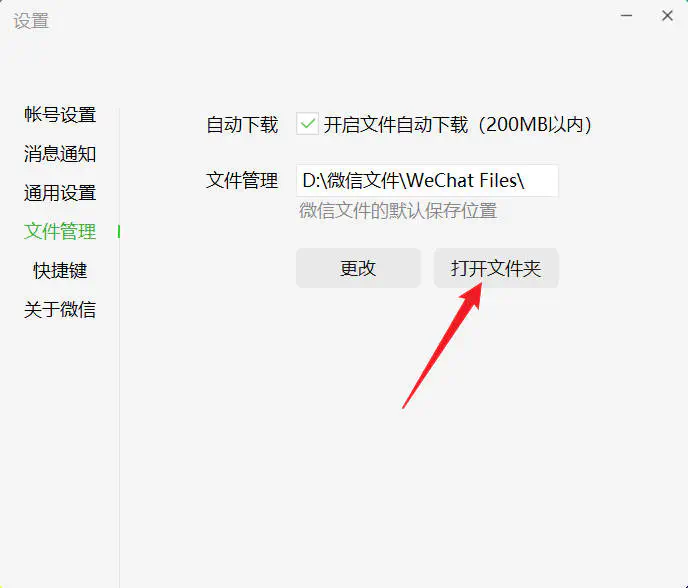 设置
帐号设置
消息通知
通用设置
文件管理
快捷键
关于微信
自动下载 开启文件自动下载（200MB以内）
文件管理 D:\微信文件\WeChat Files\
微信文件的默认保存位置
更改 打开文件夹